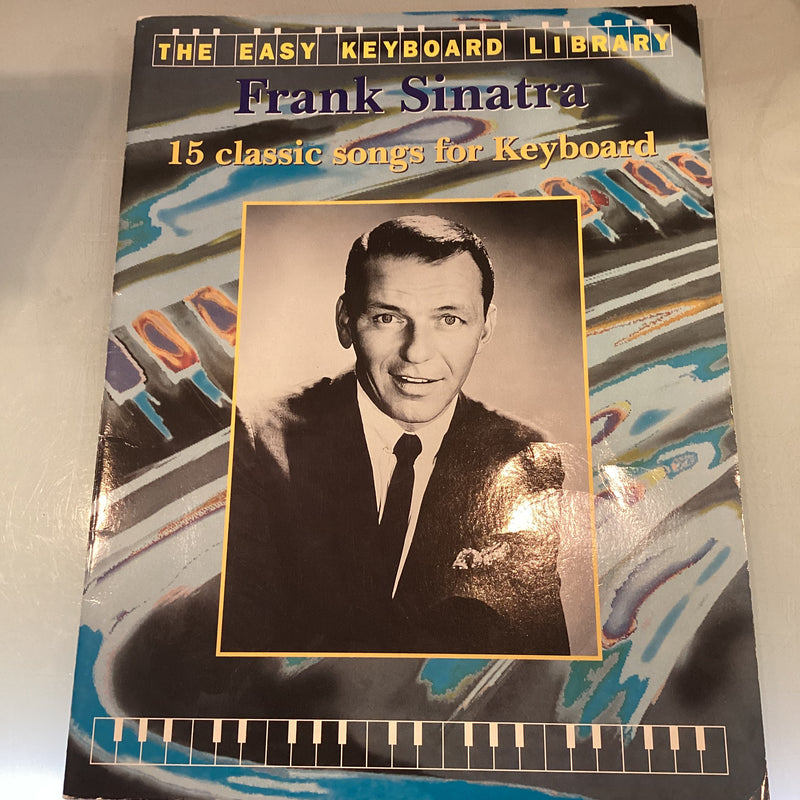 THE EASY KEYBOARD LIBRARY
Frank Sinatra
15 classic songs for Keyboard